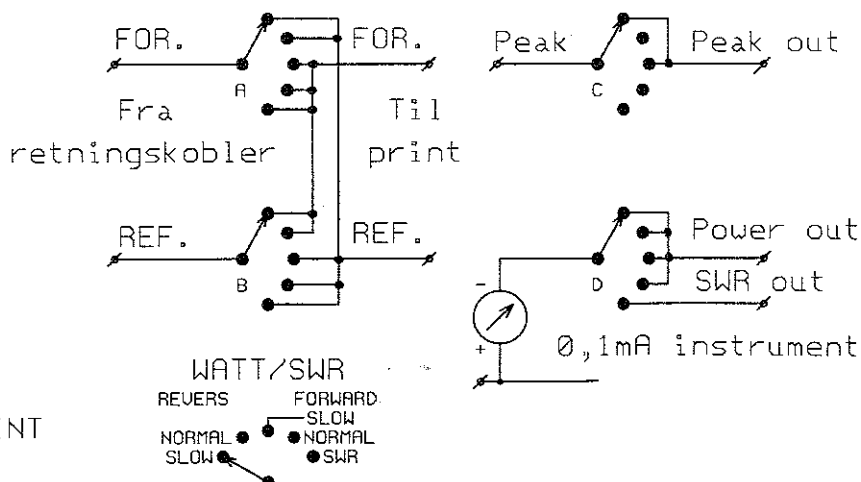 FOR. FOR. Peak Peak out
A C
Fra Til
retningskobler print
REF. REF. Power out
B D SWR out
-
+ 0,1mA instrument
WATT/SWR
REVERS FORWARD
SLOW
NORMAL NORMAL
SLOW SWR
ENT